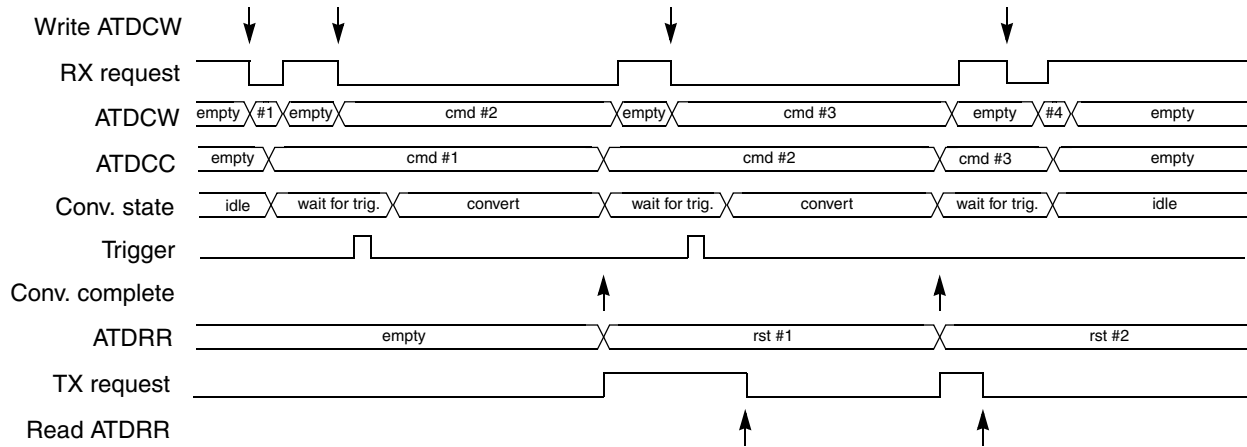 Write ATDCW
RX request
ATDCW empty #1 empty cmd #2 empty cmd #3 empty #4 empty
ATDCC empty cmd #1 cmd #2 cmd #3 empty
Conv. state idle wait for trig. convert wait for trig. convert wait for trig. idle
Trigger
Conv. complete
ATDRR empty rst #1 rst #2
TX request
Read ATDRR